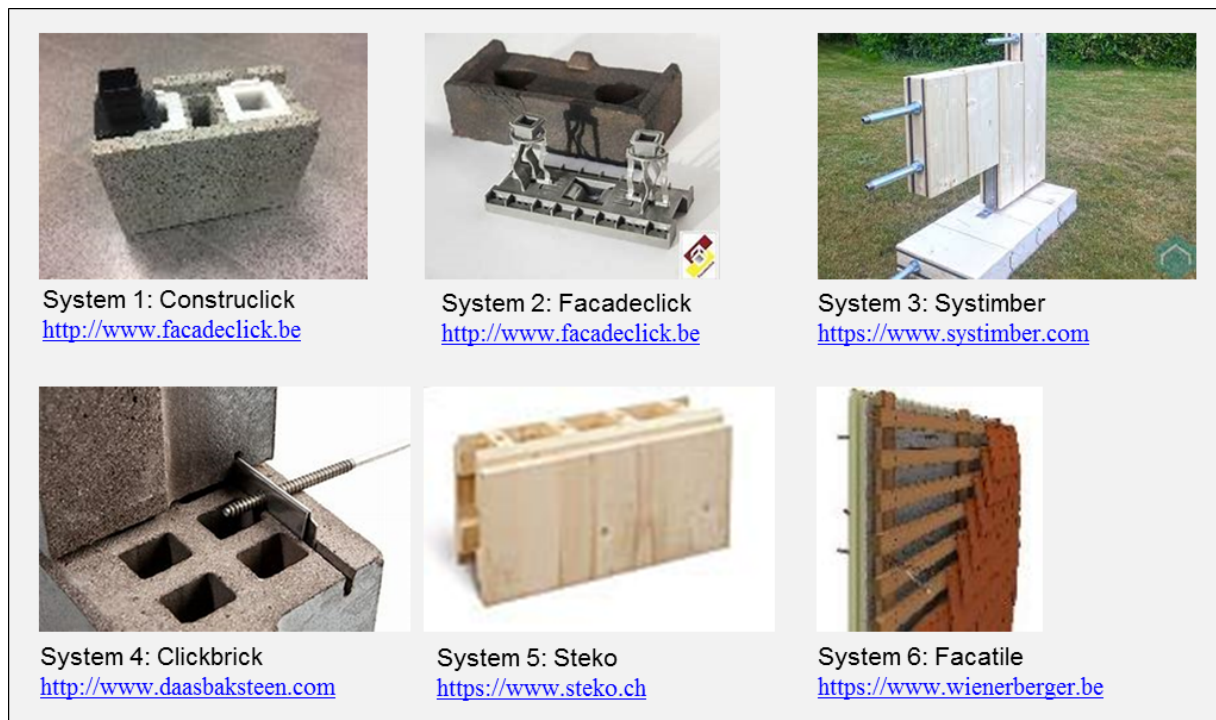 System 1: Construclick
http://www.facadeclick.be
System 2: Facadeclick
http://www.facadeclick.be
System 3: Systimber
https://www.systimber.com
System 4: Clickbrick
http://www.daasbaksteen.com
System 5: Steko
https://www.steko.ch
System 6: Facatile
https://www.wienerberger.be